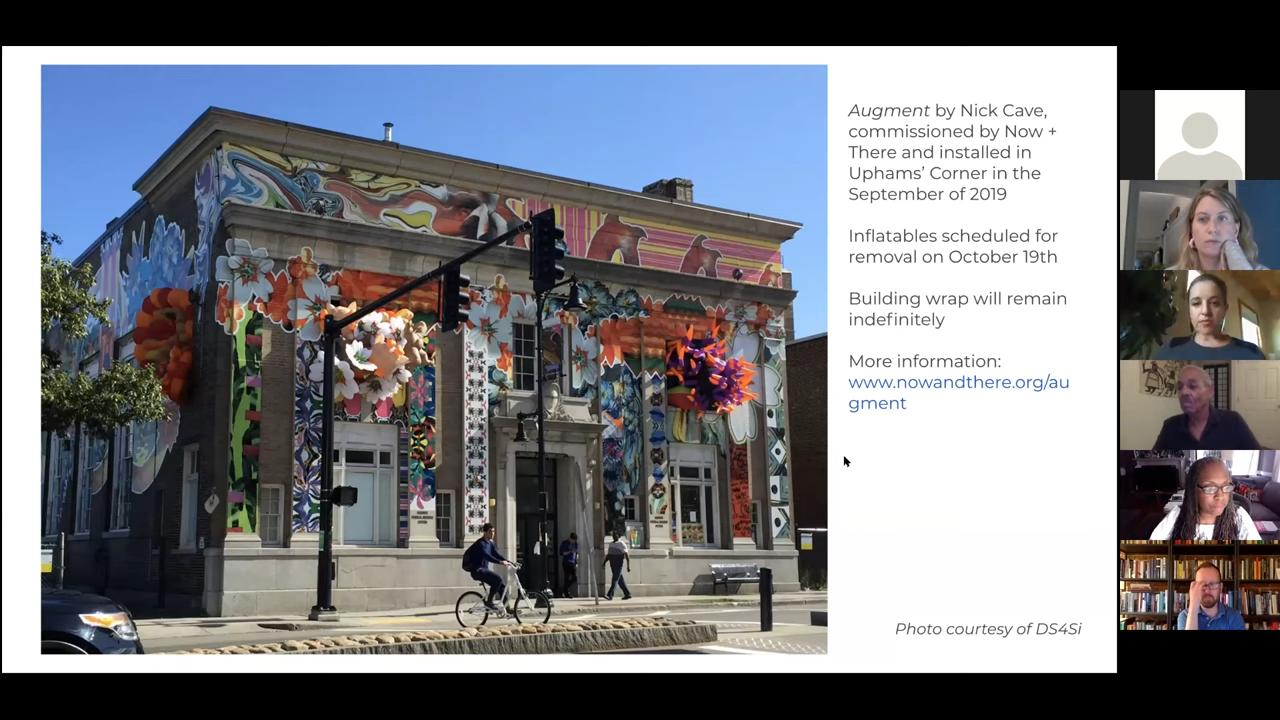 Augment by Nick Cave,
commissioned by Now +
There and installed in
Uphams’ Corner in the
September of 2019
Inflatables scheduled for
removal on October 19th
Building wrap will remain
indefinitely
More information:
www.nowandthere.org/au
gment
Photo courtesy of DS4Si